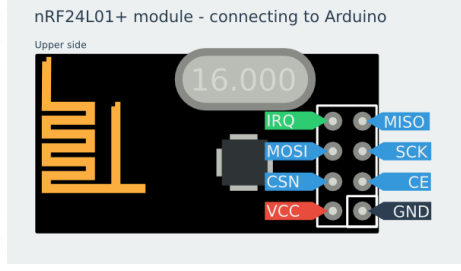 nRF24L01+ module - connecting to Arduino
Upper side
16.000
IRQ MISO
MOSI SCK
CSN CE
VCC GND